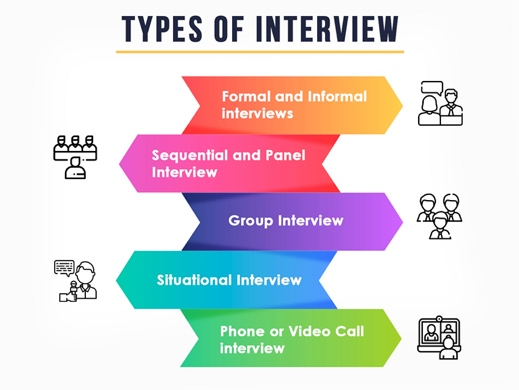 TYPES OF INTERVIEW
Formal and Informal
interviews
Sequential and Panel
Interview
Group Interview
Situational Interview
Phone or Video Call
interview